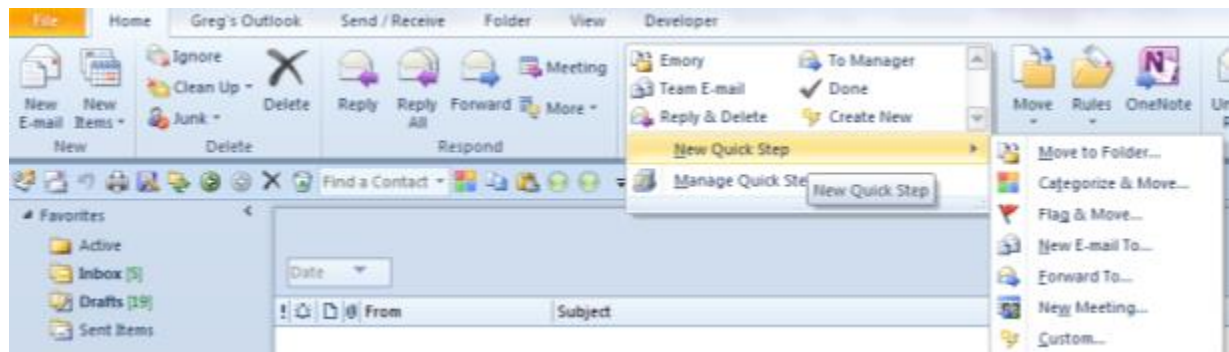 File Home Greg's Outlook Send / Receive Folder View Developer
Ignore
Clean Up
Junk
New E-mail
New Items
Delete
Reply
Reply All
Forward
Meeting
More
Emory To Manager
Team E-mail Done
Reply & Delete Create New
Move Rules OneNote
New Delete Respond
New Quick Step
Manage Quick Ste
New Quick Step
Find a Contact
Move to Folder...
Categorize & Move...
Flag & Move...
New E-mail To...
Forward To...
New Meeting...
Custom...
Favorites
Active
Inbox [5]
Drafts [19]
Sent Items
Date
! @ From Subject